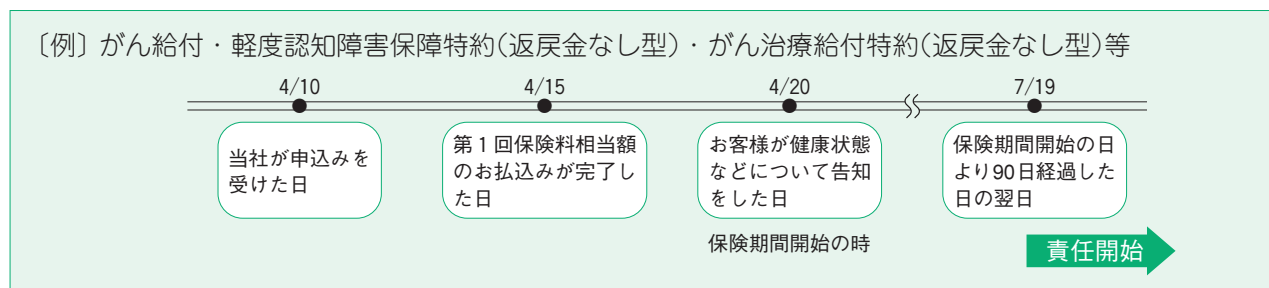 〔例〕がん給付・軽度認知障害保障特約(返戻金なし型)・がん治療給付特約(返戻金なし型)等
4/10
4/15
4/20
7/19
当社が申込みを
受けた日
第1回保険料相当額
のお払込みが完了し
た日
お客様が健康状態
などについて告知
をした日
保険期間開始の日
より90日経過した
日の翌日
保険期間開始の時
責任開始